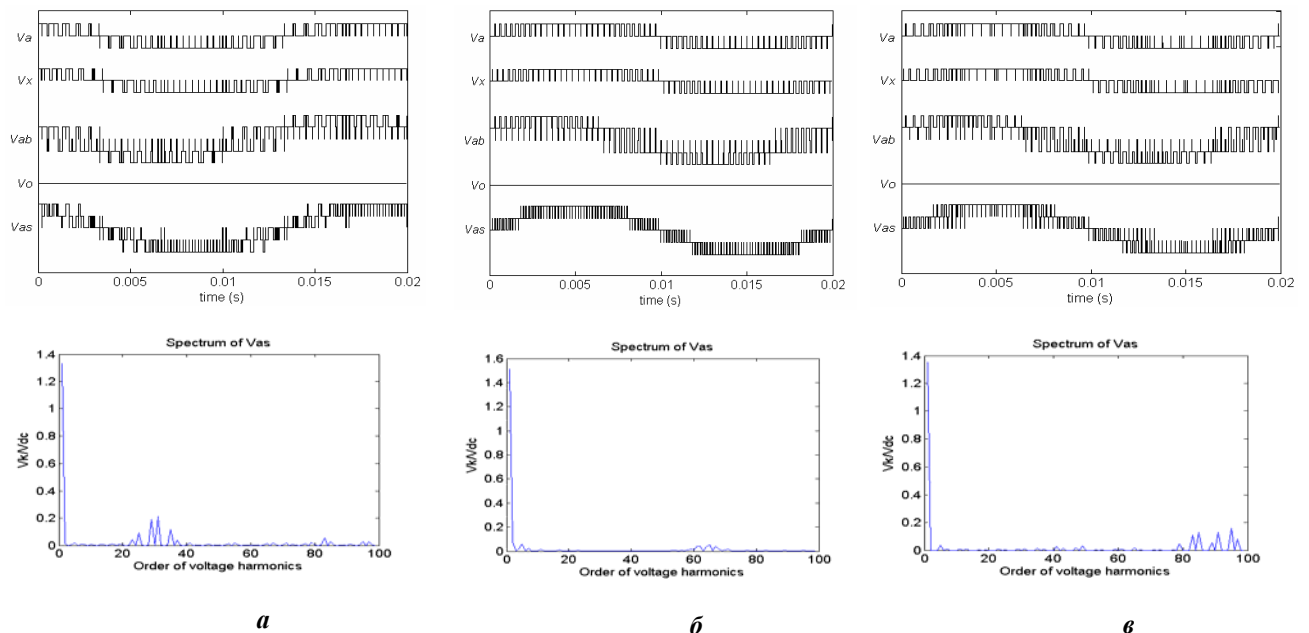 Va
Vx
Vab
Vo
Vas
0 0.005 0.01 0.015 0.02
time (s)
Va
Vx
Vab
Vo
Vas
0 0.005 0.01 0.015 0.02
time (s)
Va
Vx
Vab
Vo
Vas
0 0.005 0.01 0.015 0.02
time (s)
Spectrum of Vas
Vk/Vdc
1.4
1.2
1
0.8
0.6
0.4
0.2
0
0 20 40 60 80 100
Order of voltage harmonics
Spectrum of Vas
Vk/Vdc
1.6
1.4
1.2
1
0.8
0.6
0.4
0.2
0
0 20 40 60 80 100
Order of voltage harmonics
Spectrum of Vas
Vk/Vdc
1.4
1.2
1
0.8
0.6
0.4
0.2
0
0 20 40 60 80 100
Order of voltage harmonics
а б в